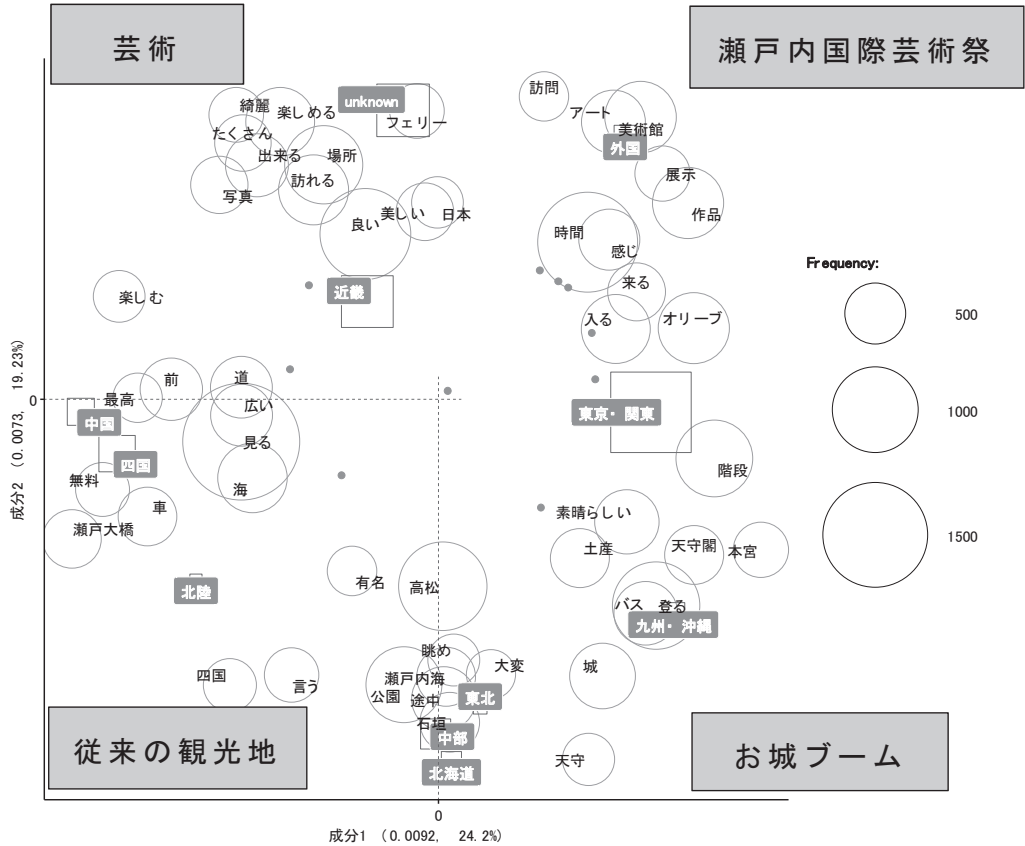 芸術
瀬戸内国際芸術祭
訪問
綺麗
楽しめる
unknown
フェリー
アート
美術館
たくさん
外国
出来る
場所
訪れる
展示
写真
良い
美しい
日本
作品
時間
感じ
Frequency:
来る
楽しむ
近畿
500
入る
オリーブ
前
道
最高
広い
0
中国
東京・関東
1000
見る
四国
階段
無料
海
車
素晴らしい
瀬戸大橋
土産
天守閣
本宮
1500
有名
高松
北陸
バス
登る
九州・沖縄
眺め
大変
城
四国
言う
瀬戸内海
公園
途中
東北
石垣
中部
従来の観光地
お城ブーム
天守
北海道
0
成分1 (0.0092, 24.2%)
成分2 (0.0073, 19.23%)